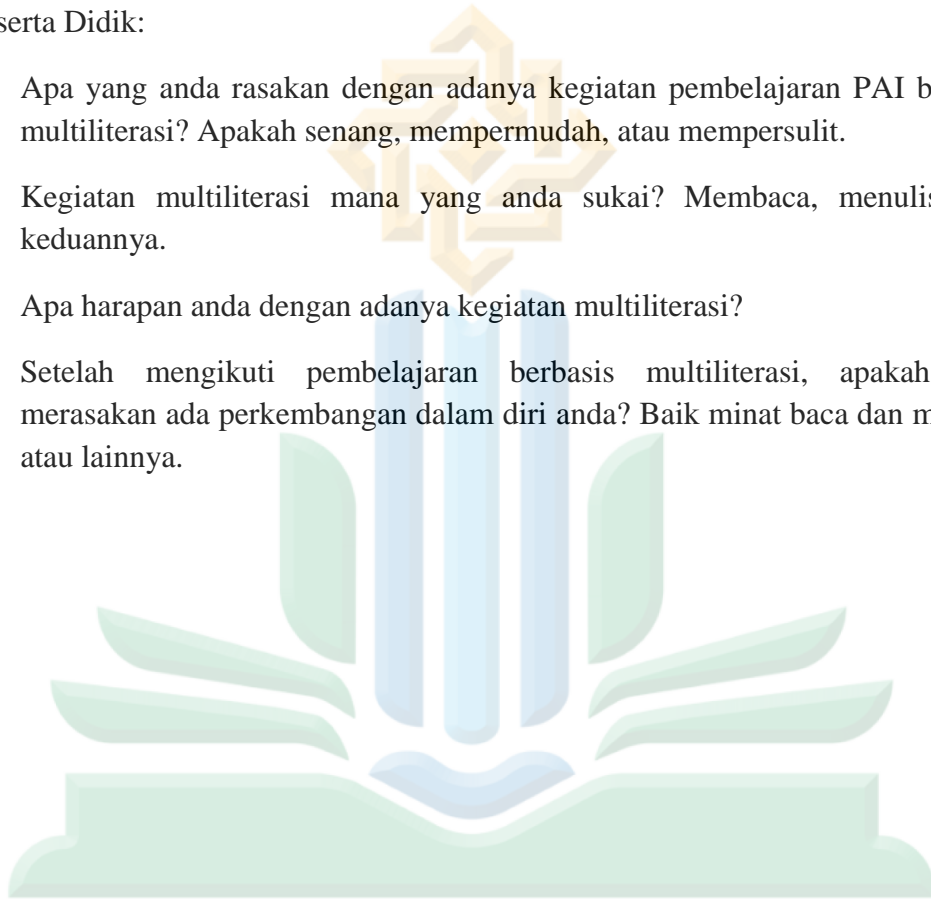 serta Didik:
Apa yang anda rasakan dengan adanya kegiatan pembelajaran PAI b
multiliterasi? Apakah senang, mempermudah, atau mempersulit.
Kegiatan multiliterasi mana yang anda sukai? Membaca, menulis
keduannya.
Apa harapan anda dengan adanya kegiatan multiliterasi?
Setelah mengikuti pembelajaran berbasis multiliterasi, apakah
merasakan ada perkembangan dalam diri anda? Baik minat baca dan m
atau lainnya.